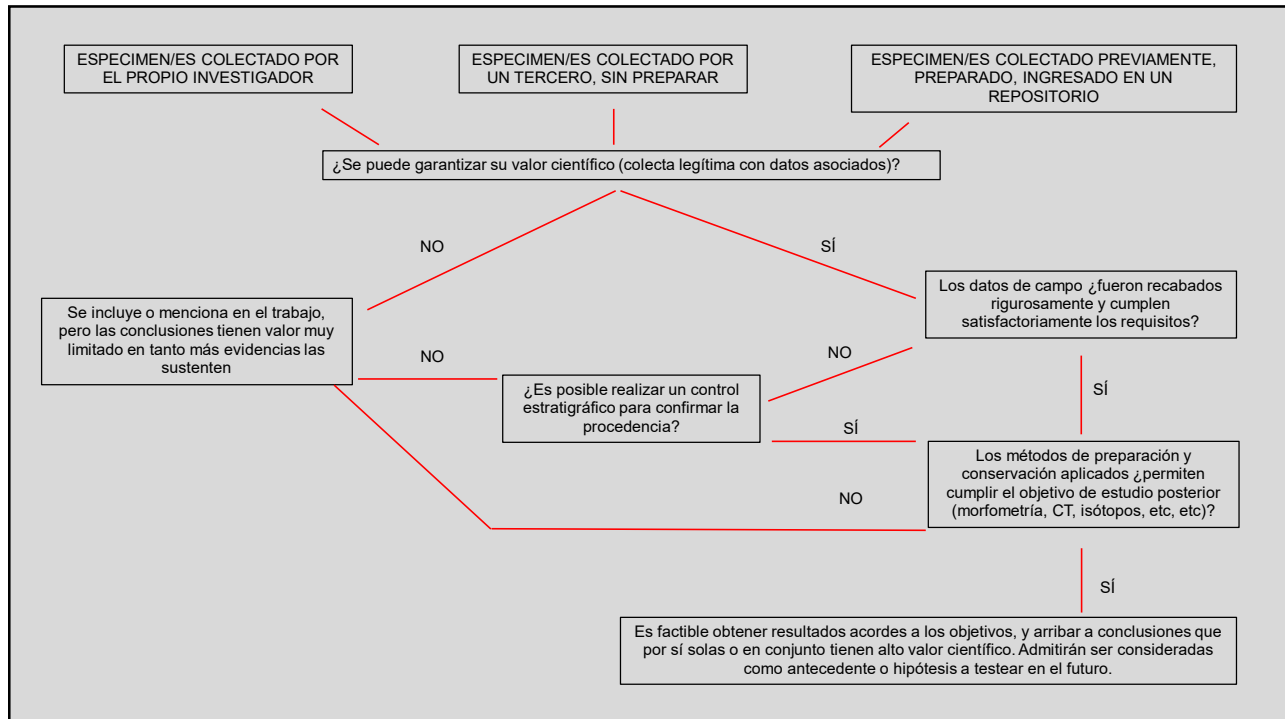 ESPECIMEN/ES COLECTADO POR
EL PROPIO INVESTIGADOR
ESPECIMEN/ES COLECTADO POR
UN TERCERO, SIN PREPARAR
ESPECIMEN/ES COLECTADO PREVIAMENTE,
PREPARADO, INGRESADO EN UN
REPOSITORIO
¿Se puede garantizar su valor científico (colecta legítima con datos asociados)?
NO
SÍ
Se incluye o menciona en el trabajo,
pero las conclusiones tienen valor muy
limitado en tanto más evidencias las
sustenten
Los datos de campo ¿fueron recabados
rigurosamente y cumplen
satisfactoriamente los requisitos?
NO
NO
¿Es posible realizar un control
estratigráfico para confirmar la
procedencia?
SÍ
SÍ
Los métodos de preparación y
conservación aplicados ¿permiten
cumplir el objetivo de estudio posterior
(morfometría, CT, isótopos, etc, etc)?
NO
SÍ
Es factible obtener resultados acordes a los objetivos, y arribar a conclusiones que
por sí solas o en conjunto tienen alto valor científico. Admitirán ser consideradas
como antecedente o hipótesis a testear en el futuro.